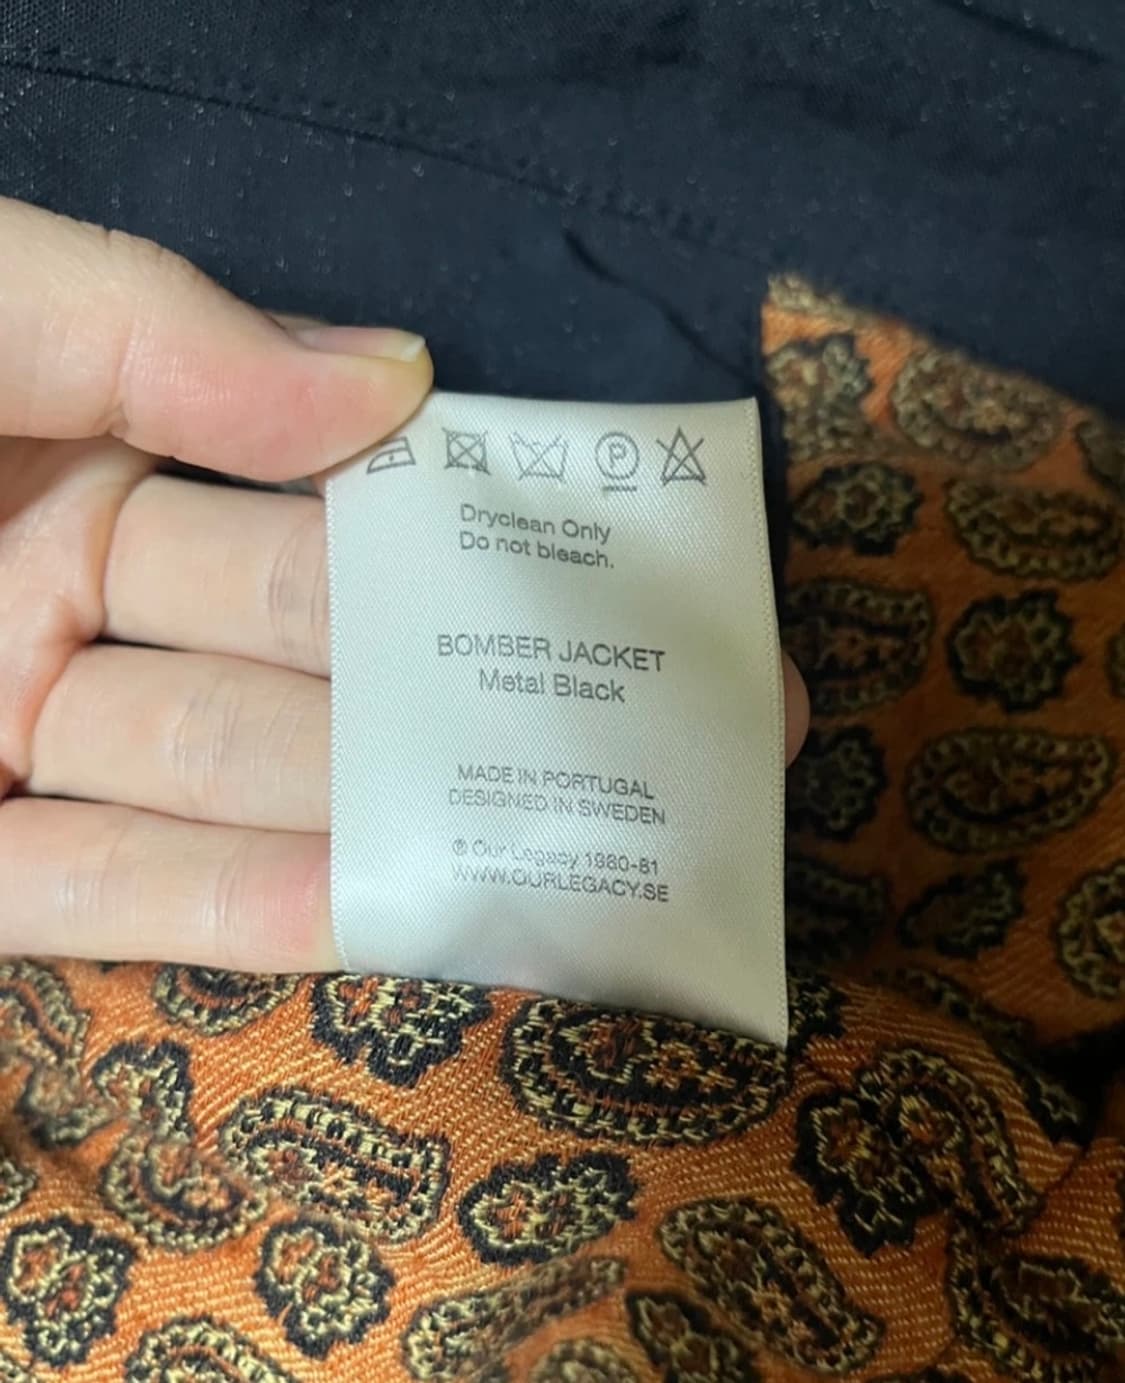 P
Dryclean Only
Do not bleach.
BOMBER JACKET
Metal Black
MADE IN PORTUGAL
DESIGNED IN SWEDEN
® Our Legacy 1980-81
WWW.OURLEGACY.SE